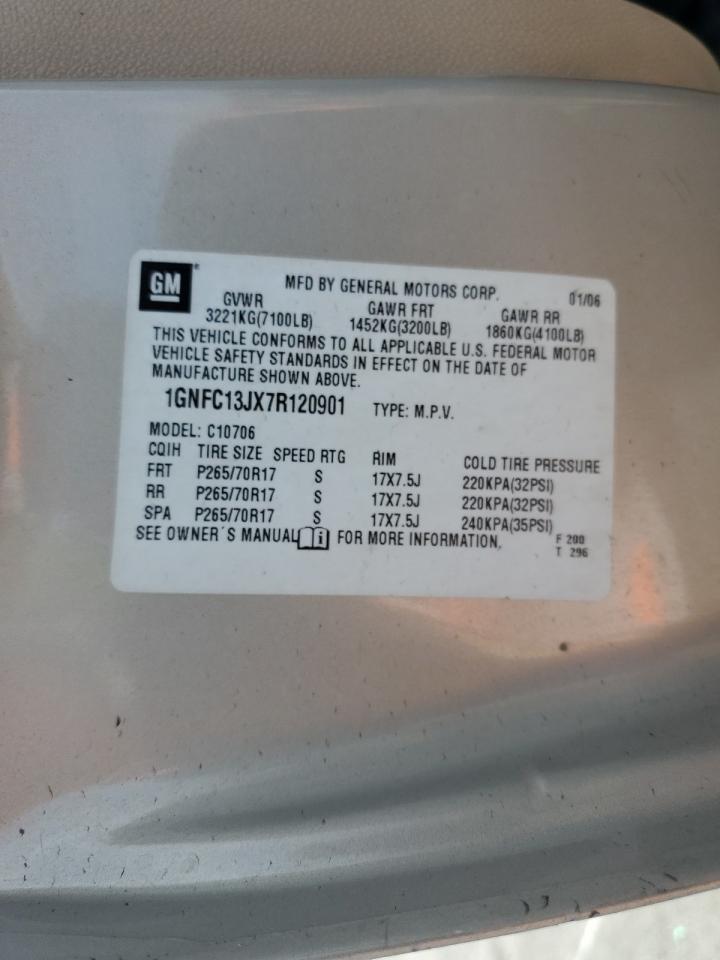 GM MFD BY GENERAL MOTORS CORP. 01/06
GVWR GAWR FRT GAWR RR
3221KG(7100LB) 1452KG(3200LB) 1860KG(4100LB)
THIS VEHICLE CONFORMS TO ALL APPLICABLE U.S. FEDERAL MOTOR
VEHICLE SAFETY STANDARDS IN EFFECT ON THE DATE OF
MANUFACTURE SHOWN ABOVE.
1GNFC13JX7R120901 TYPE: M.P.V.
MODEL: C10706
CQIH TIRE SIZE SPEED RTG RIM COLD TIRE PRESSURE
FRT P265/70R17 S 17X7.5J 220KPA(32PSI)
RR P265/70R17 S 17X7.5J 220KPA(32PSI)
SPA P265/70R17 S 17X7.5J 240KPA(35PSI)
SEE OWNER'S MANUAL i FOR MORE INFORMATION. F 200
T 296